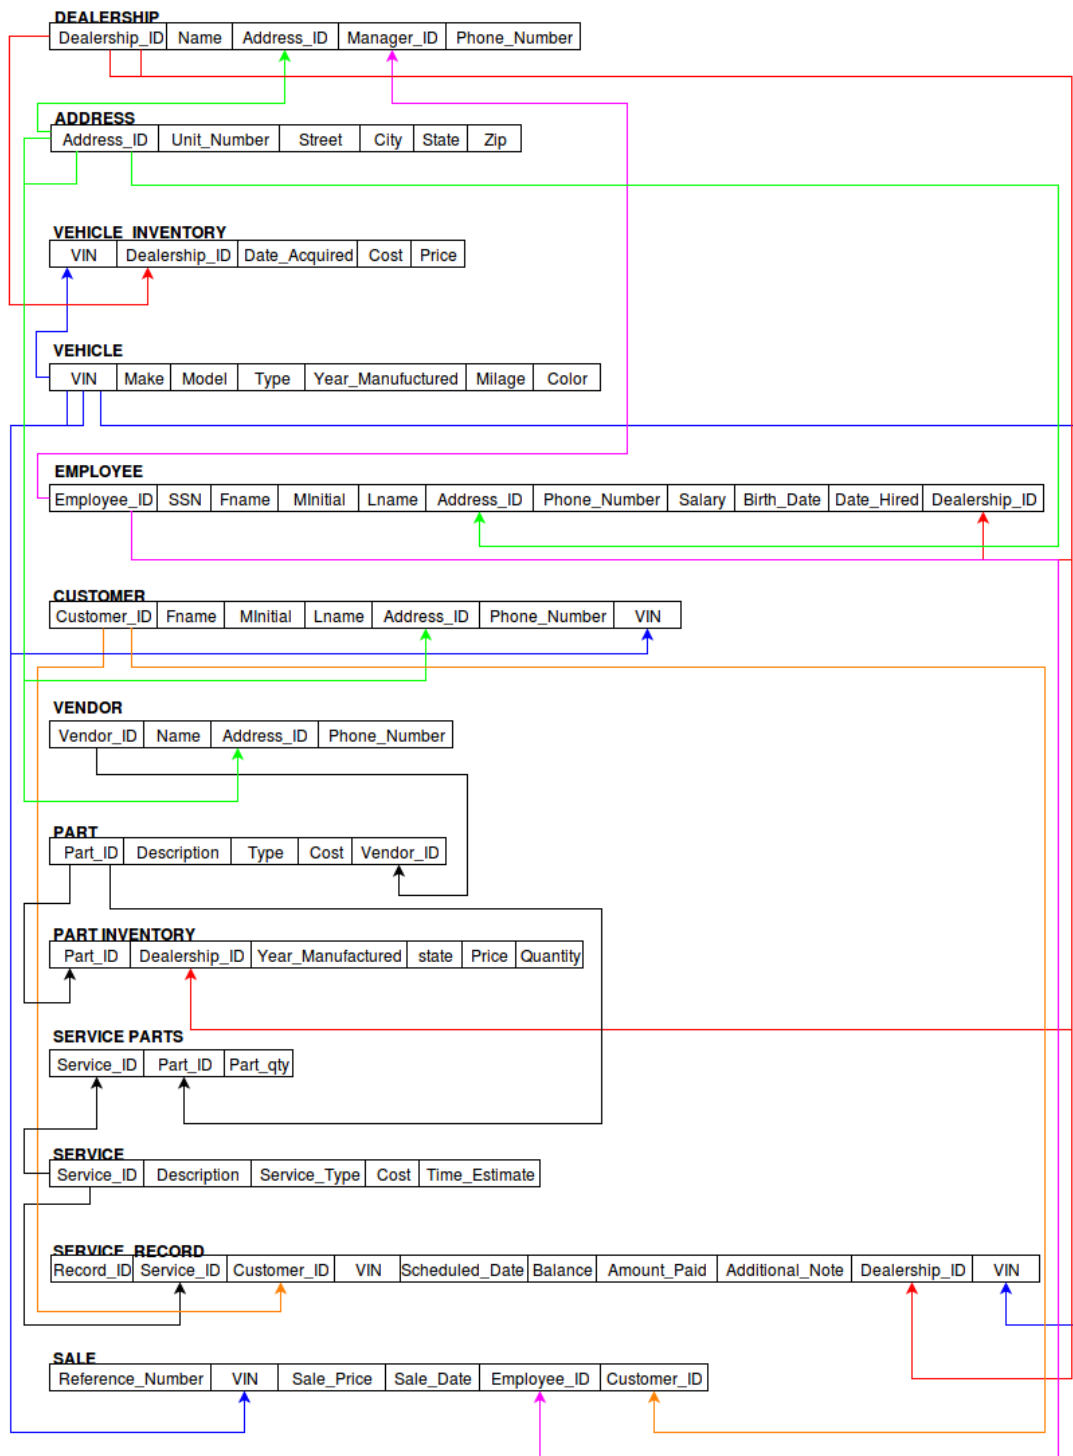 DEALERSHIP
Dealership_ID Name Address_ID Manager_ID Phone_Number
ADDRESS
Address_ID Unit_Number Street City State Zip
VEHICLE_INVENTORY
VIN Dealership_ID Date_Acquired Cost Price
VEHICLE
VIN Make Model Type Year_Manufuctured Milage Color
EMPLOYEE
Employee_ID SSN Fname MInitial Lname Address_ID Phone_Number Salary Birth_Date Date_Hired Dealership_ID
CUSTOMER
Customer_ID Fname MInitial Lname Address_ID Phone_Number VIN
VENDOR
Vendor_ID Name Address_ID Phone_Number
PART
Part_ID Description Type Cost Vendor_ID
PART INVENTORY
Part_ID Dealership_ID Year_Manufactured state Price Quantity
SERVICE PARTS
Service_ID Part_ID Part_qty
SERVICE
Service_ID Description Service_Type Cost Time_Estimate
SERVICE_RECORD
Record_ID Service_ID Customer_ID VIN Scheduled_Date Balance Amount_Paid Additional_Note Dealership_ID VIN
SALE
Reference_Number VIN Sale_Price Sale_Date Employee_ID Customer_ID